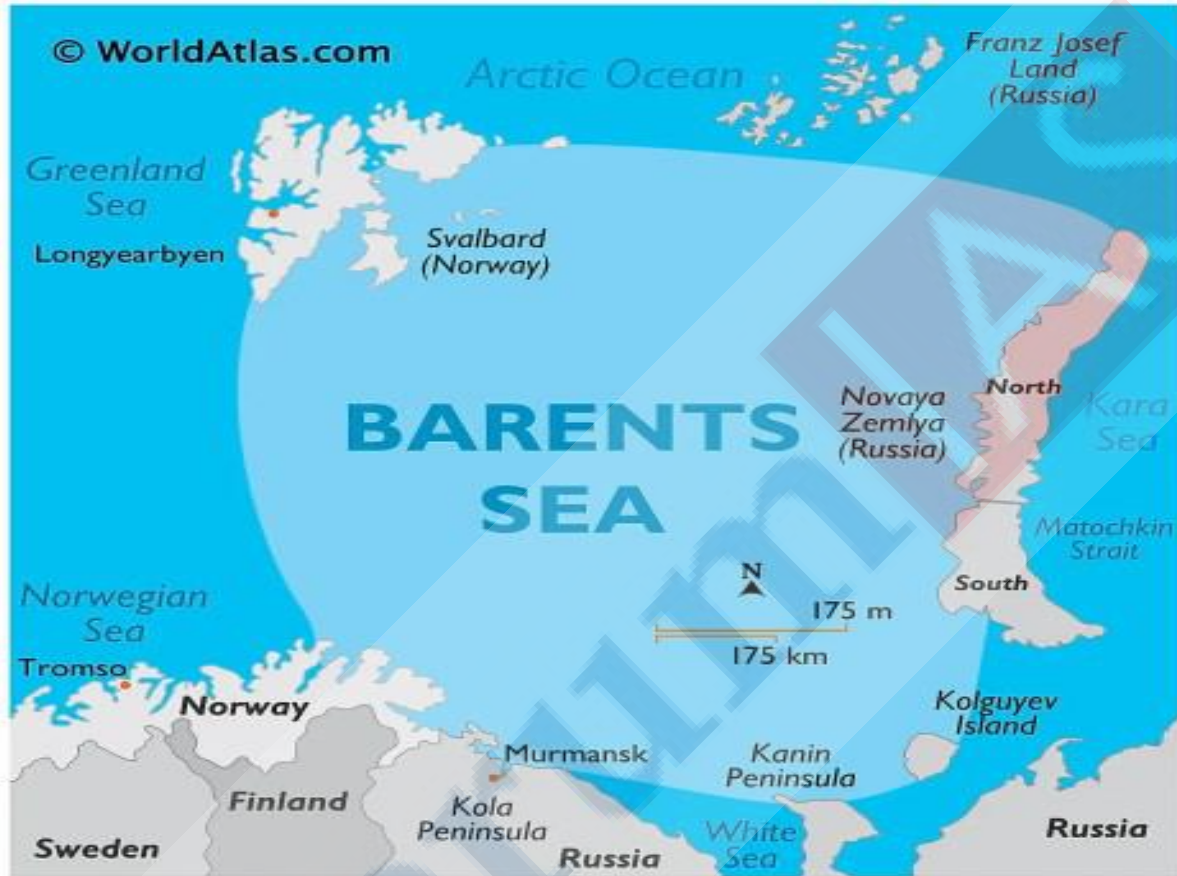 © WorldAtlas.com
Arctic Ocean
Franz Josef
Land
(Russia)
Greenland
Sea
Longyearbyen
Svalbard
(Norway)
BARENTS
SEA
Novaya
Zemlya
(Russia)
North
Kara
Sea
Matochkin
Strait
South
N
175 m
175 km
Norwegian
Sea
Tromso
Norway
Kolguyev
Island
Murmansk
Kanin
Peninsula
Finland
Kola
Peninsula
White
Sea
Sweden
Russia
Russia